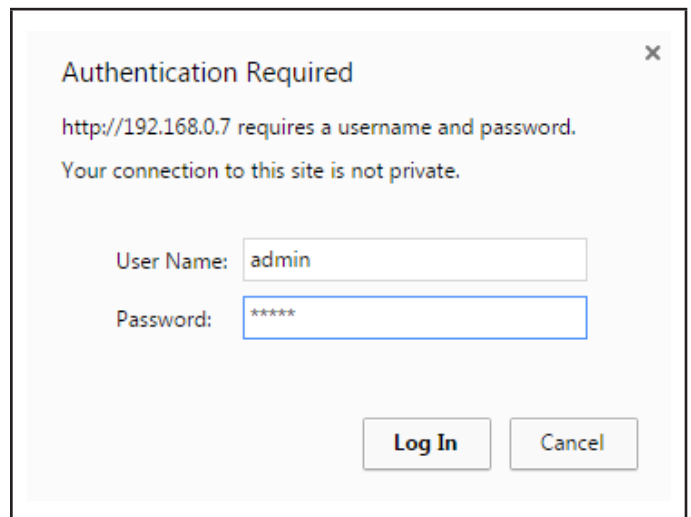 Authentication Required
http://192.168.0.7 requires a username and password.
Your connection to this site is not private.
User Name: admin
Password: *****
Log In Cancel